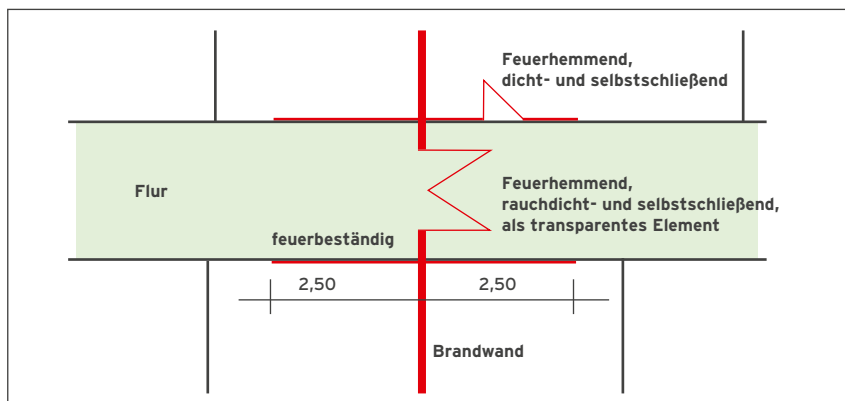 Feuerhemmend,
dicht- und selbstschließend
Flur
Feuerhemmend,
rauchdicht- und selbstschließend,
als transparentes Element
feuerbeständig
2,50
2,50
Brandwand